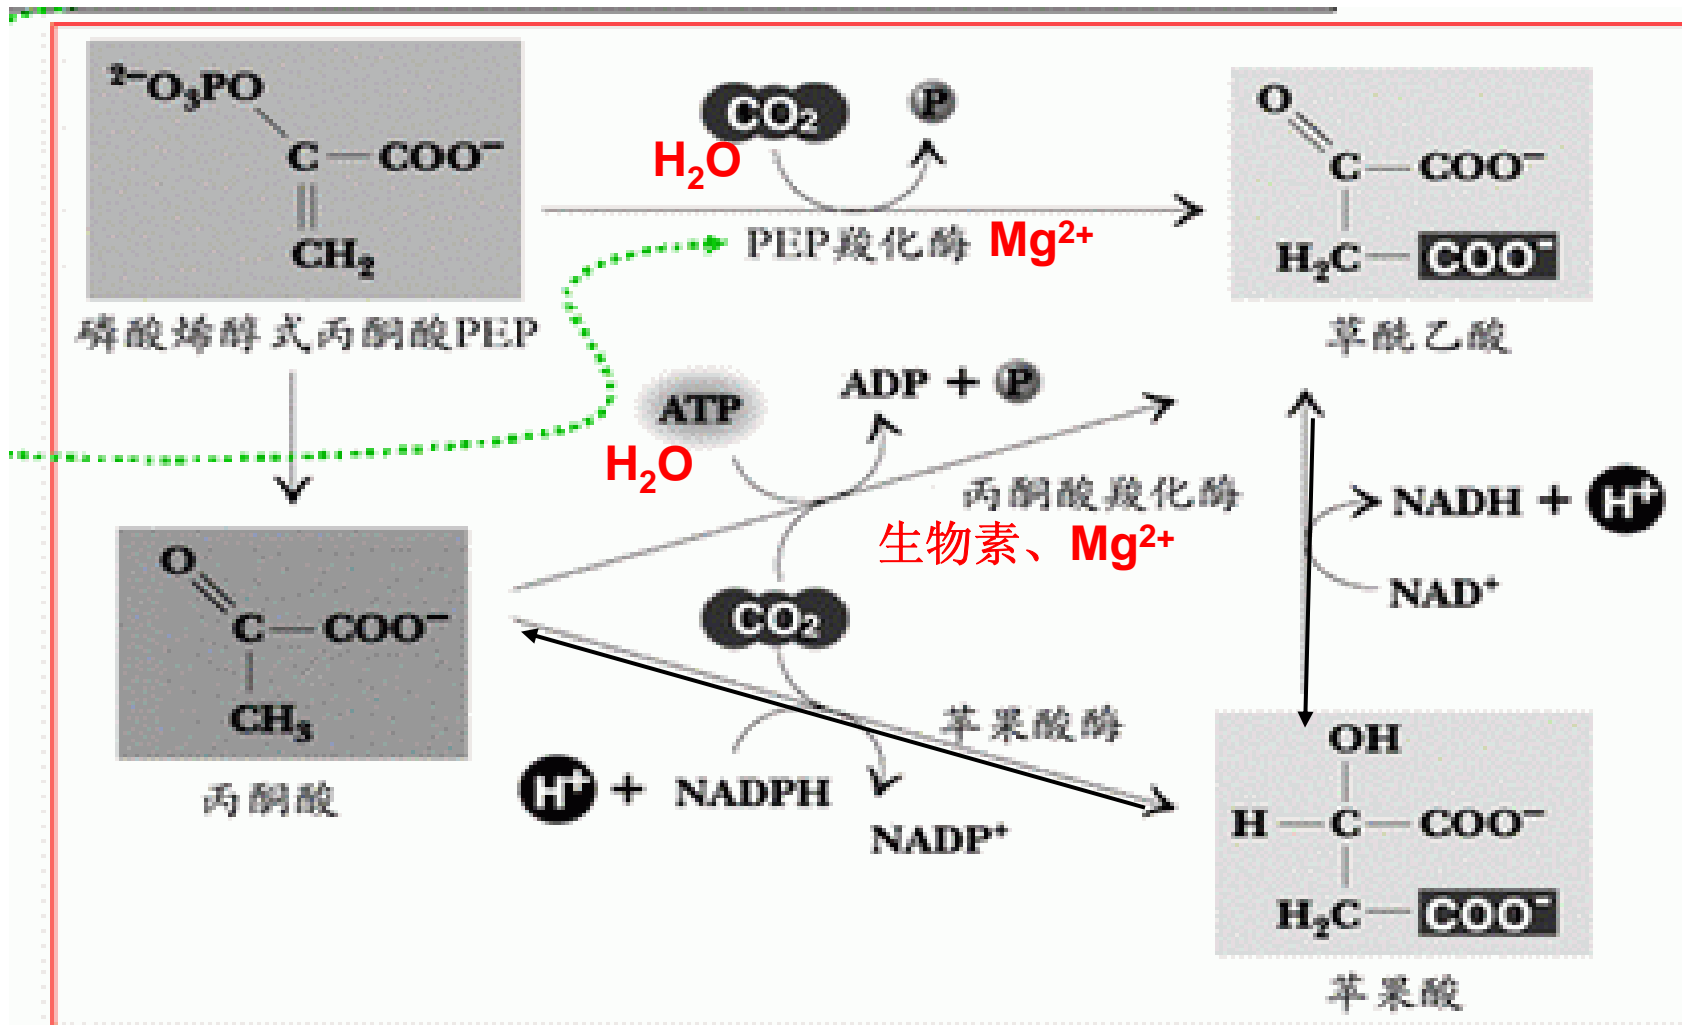 ²⁻O₃PO
C — COO⁻
CH₂
磷酸烯醇式丙酮酸PEP
CO₂
P
H₂O
PEP羧化酶 Mg²⁺
O
C — COO⁻
H₂C — COO⁻
草酰乙酸
ATP
ADP + P
H₂O
丙酮酸羧化酶
生物素、Mg²⁺
NADH + H⁺
NAD⁺
O
C — COO⁻
CH₃
丙酮酸
CO₂
苹果酸酶
H⁺ + NADPH
NADP⁺
OH
H — C — COO⁻
H₂C — COO⁻
苹果酸